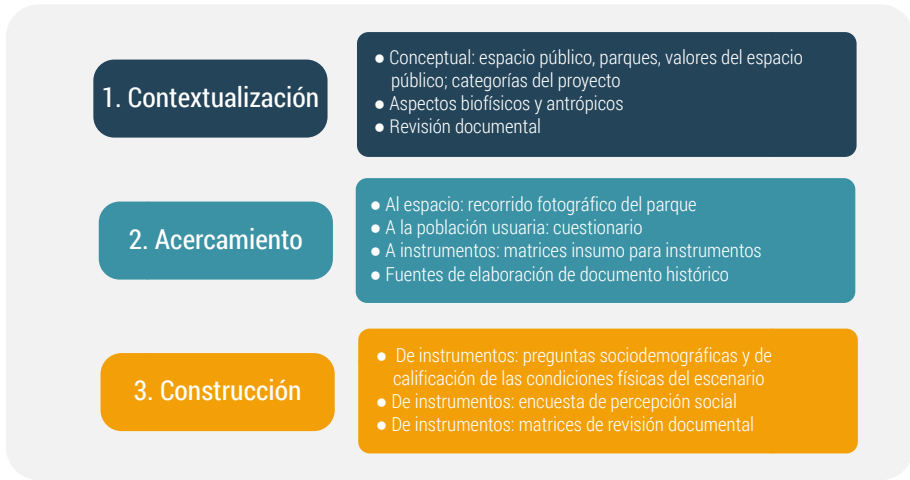 1. Contextualización
● Conceptual: espacio público, parques, valores del espacio
público; categorías del proyecto
● Aspectos biofísicos y antrópicos
● Revisión documental
2. Acercamiento
● Al espacio: recorrido fotográfico del parque
● A la población usuaria: cuestionario
● A instrumentos: matrices insumo para instrumentos
● Fuentes de elaboración de documento histórico
3. Construcción
● De instrumentos: preguntas sociodemográficas y de
calificación de las condiciones físicas del escenario
● De instrumentos: encuesta de percepción social
● De instrumentos: matrices de revisión documental